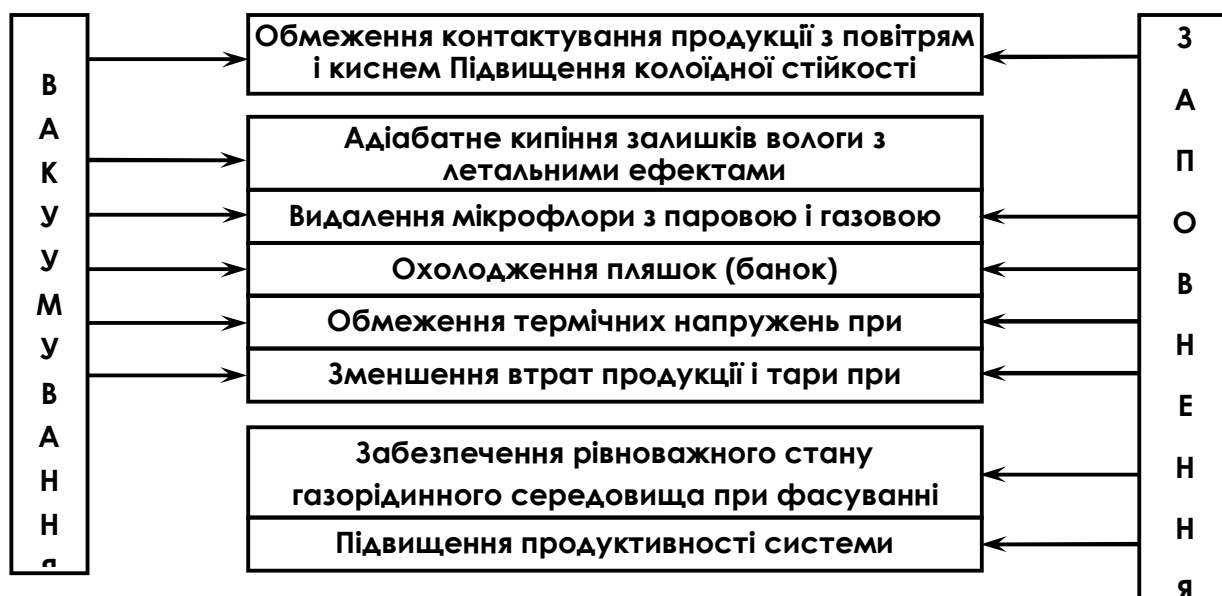 ВАКУУМУВАННЯ
Обмеження контактування продукції з повітрям
і киснем Підвищення колоїдної стійкості
Адіабатне кипіння залишків вологи з
летальними ефектами
Видалення мікрофлори з паровою і газовою
Охолодження пляшок (банок)
Обмеження термічних напружень при
Зменшення втрат продукції і тари при
Забезпечення рівноважного стану
газорідинного середовища при фасуванні
Підвищення продуктивності системи
ЗАПОВНЕННЯ